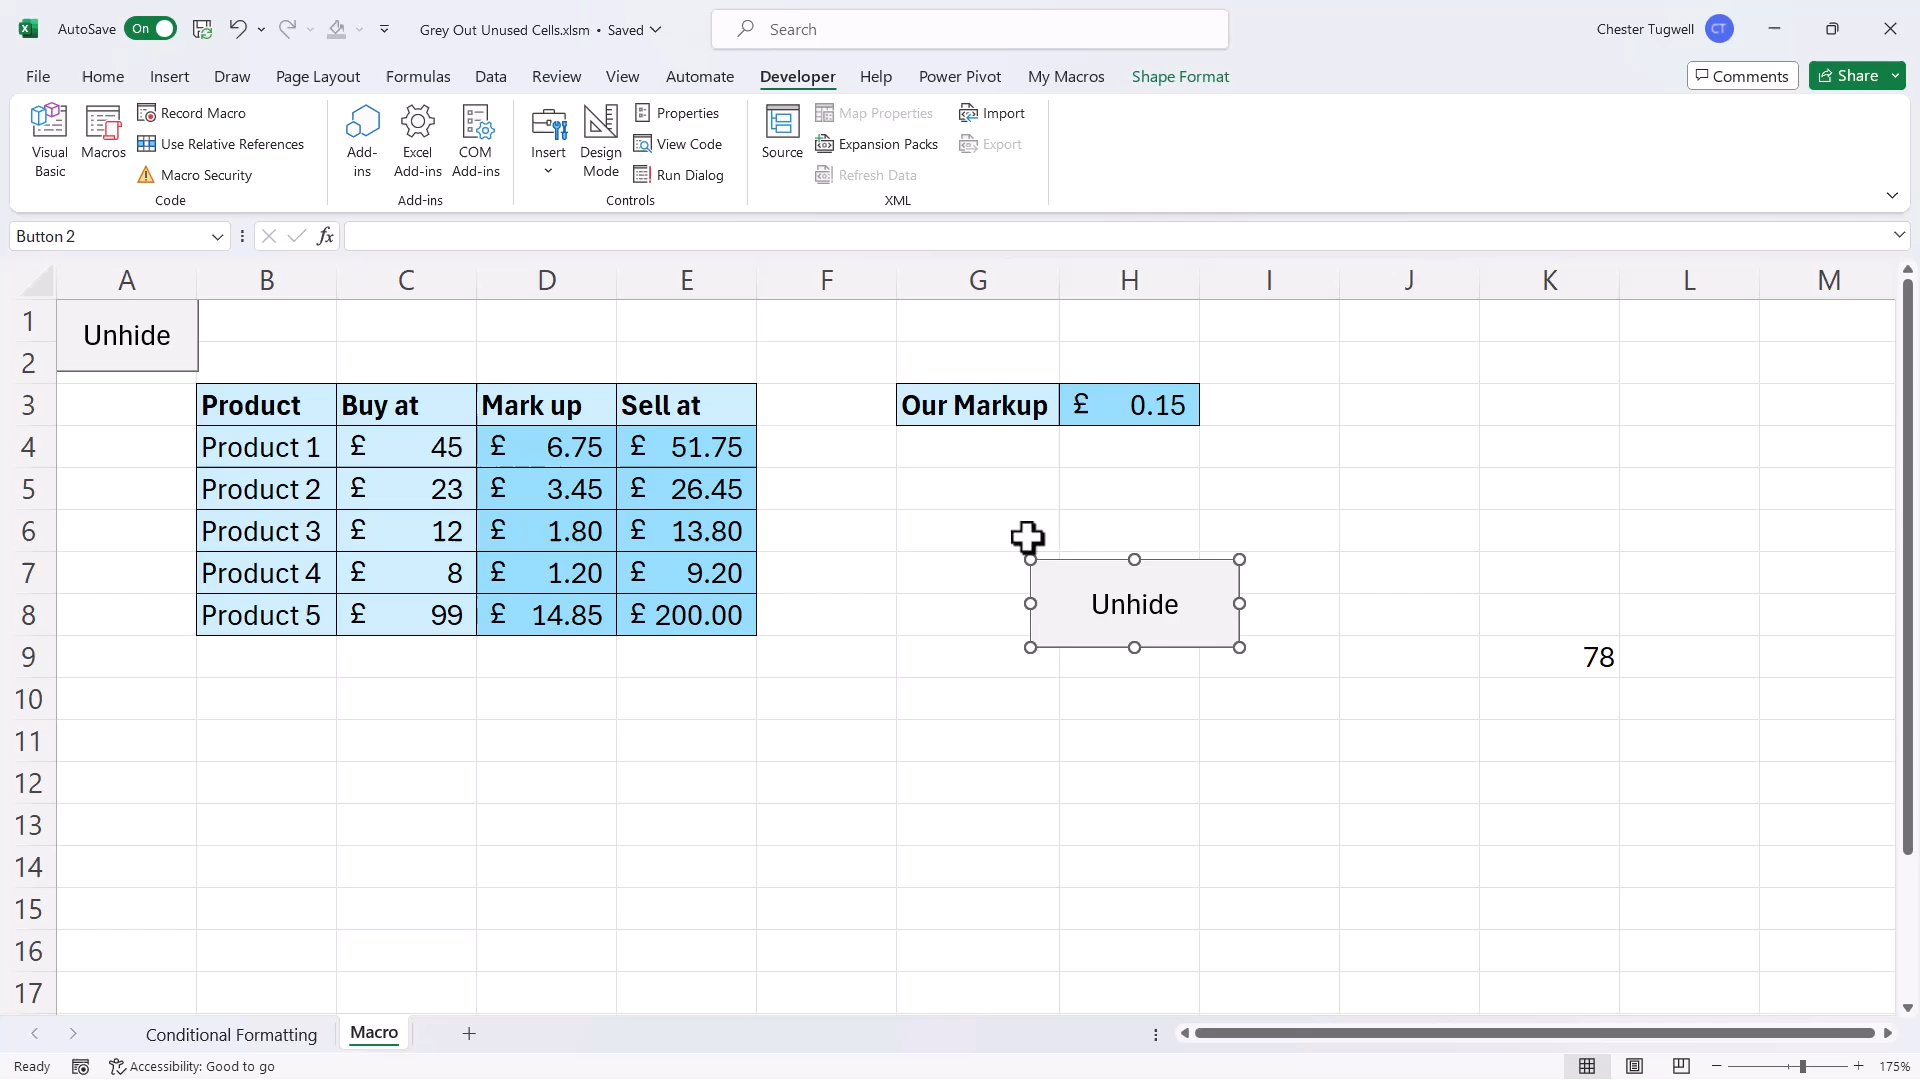 AutoSave On Grey Out Unused Cells.xlsm • Saved Search Chester Tugwell CT
File Home Insert Draw Page Layout Formulas Data Review View Automate Developer Help Power Pivot My Macros Shape Format Comments Share
Visual Basic
Macros
Record Macro
Use Relative References
Macro Security
Code
Add-ins
Excel Add-ins
COM Add-ins
Add-ins
Insert
Design Mode
Properties
View Code
Run Dialog
Controls
Source
Map Properties
Expansion Packs
Refresh Data
Import
Export
XML
Button 2 fx
A B C D E F G H I J K L M
1 Unhide
2
3 Product Buy at Mark up Sell at Our Markup £ 0.15
4 Product 1 £ 45 £ 6.75 £ 51.75
5 Product 2 £ 23 £ 3.45 £ 26.45
6 Product 3 £ 12 £ 1.80 £ 13.80
7 Product 4 £ 8 £ 1.20 £ 9.20
Unhide
8 Product 5 £ 99 £ 14.85 £ 200.00
9 78
10
11
12
13
14
15
16
17
Conditional Formatting Macro
Ready Accessibility: Good to go 175%